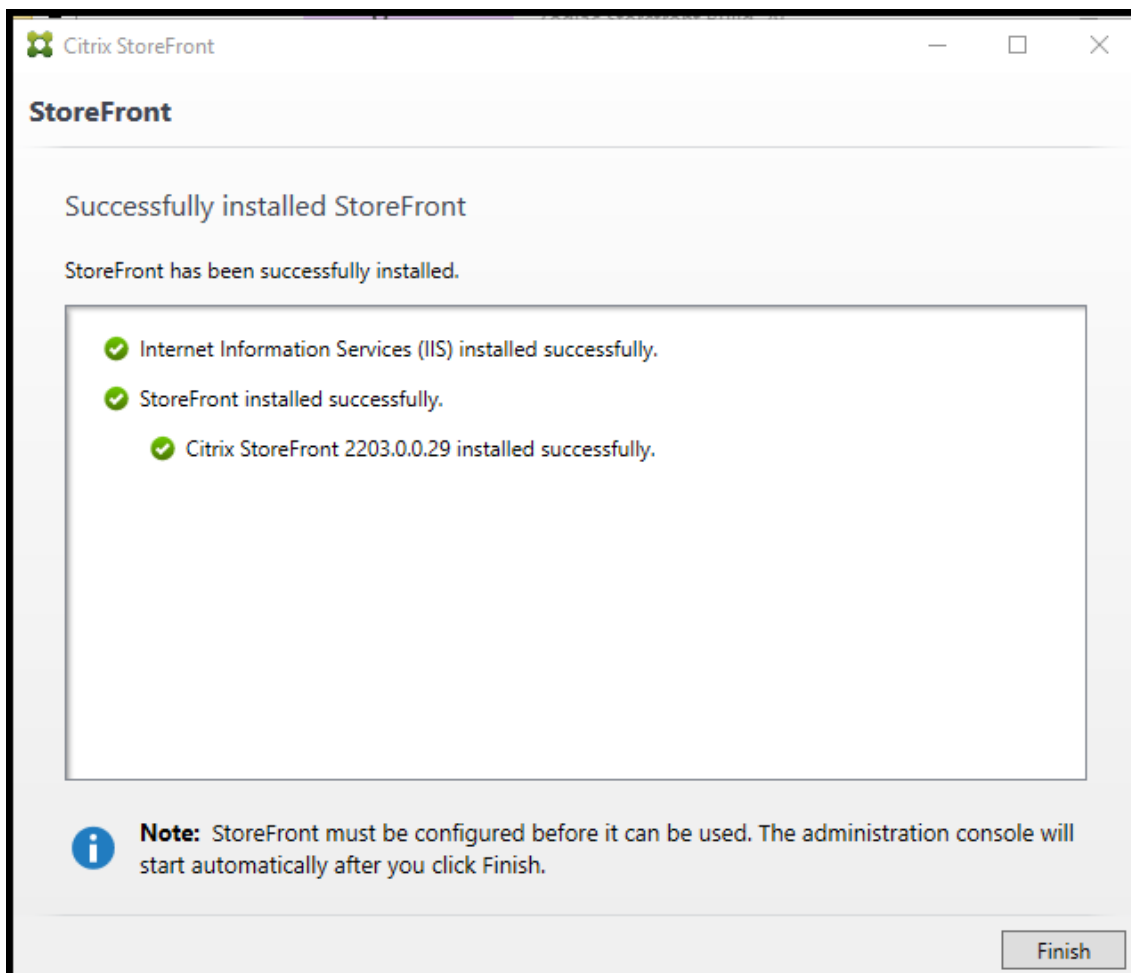 Citrix StoreFront
StoreFront
Successfully installed StoreFront
StoreFront has been successfully installed.
Internet Information Services (IIS) installed successfully.
StoreFront installed successfully.
Citrix StoreFront 2203.0.0.29 installed successfully.
Note: StoreFront must be configured before it can be used. The administration console will
start automatically after you click Finish.
Finish